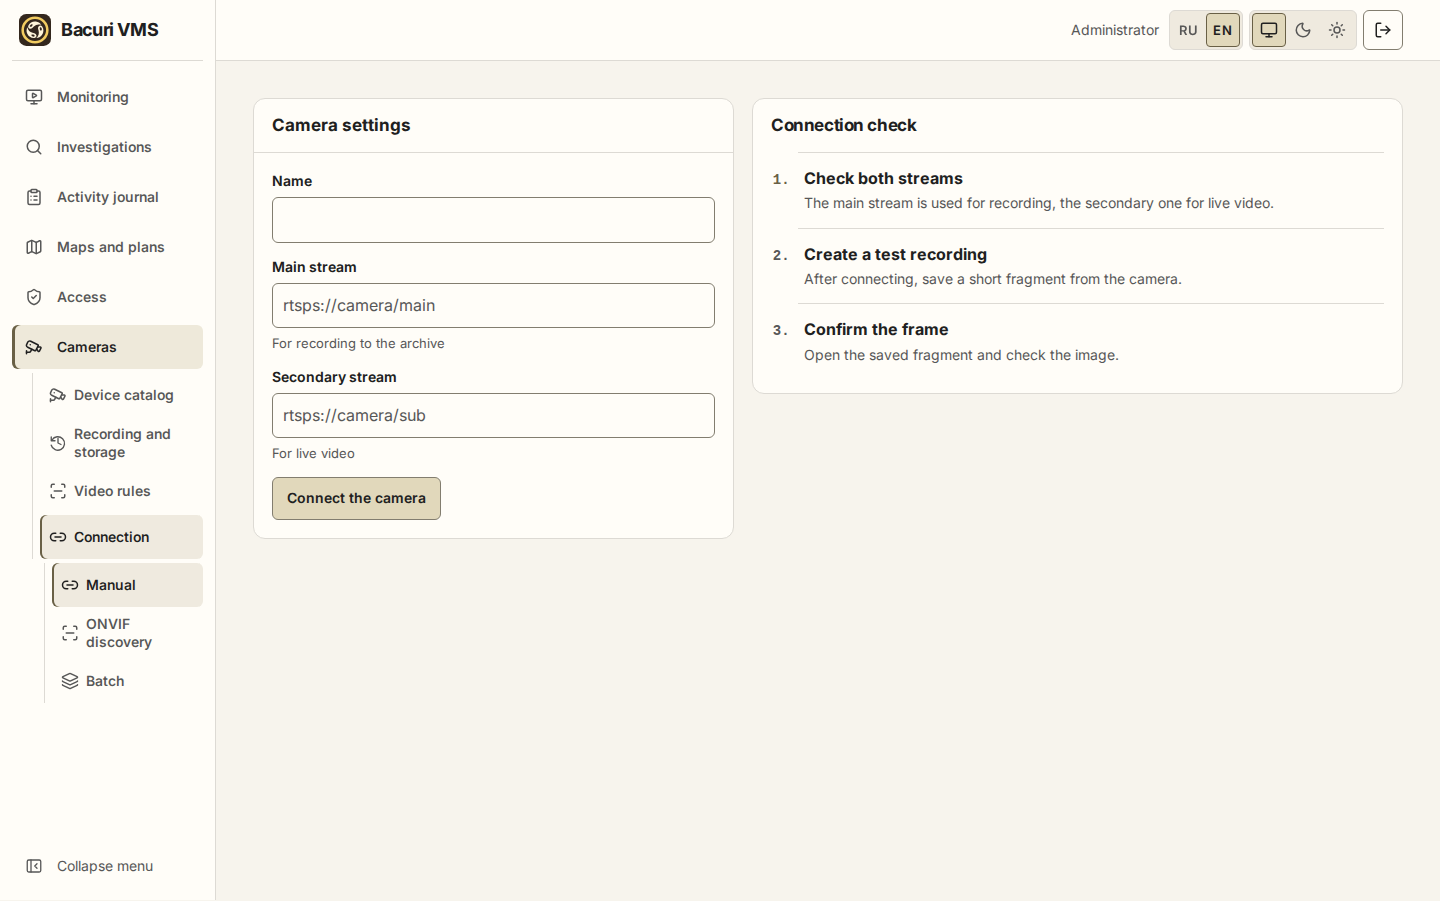 Bacuri VMS
Administrator
RU
EN
Monitoring
Investigations
Activity journal
Maps and plans
Access
Cameras
Device catalog
Recording and
storage
Video rules
Connection
Manual
ONVIF
discovery
Batch
Collapse menu
Camera settings
Name
Main stream
rtsps://camera/main
For recording to the archive
Secondary stream
rtsps://camera/sub
For live video
Connect the camera
Connection check
1. Check both streams
The main stream is used for recording, the secondary one for live video.
2. Create a test recording
After connecting, save a short fragment from the camera.
3. Confirm the frame
Open the saved fragment and check the image.